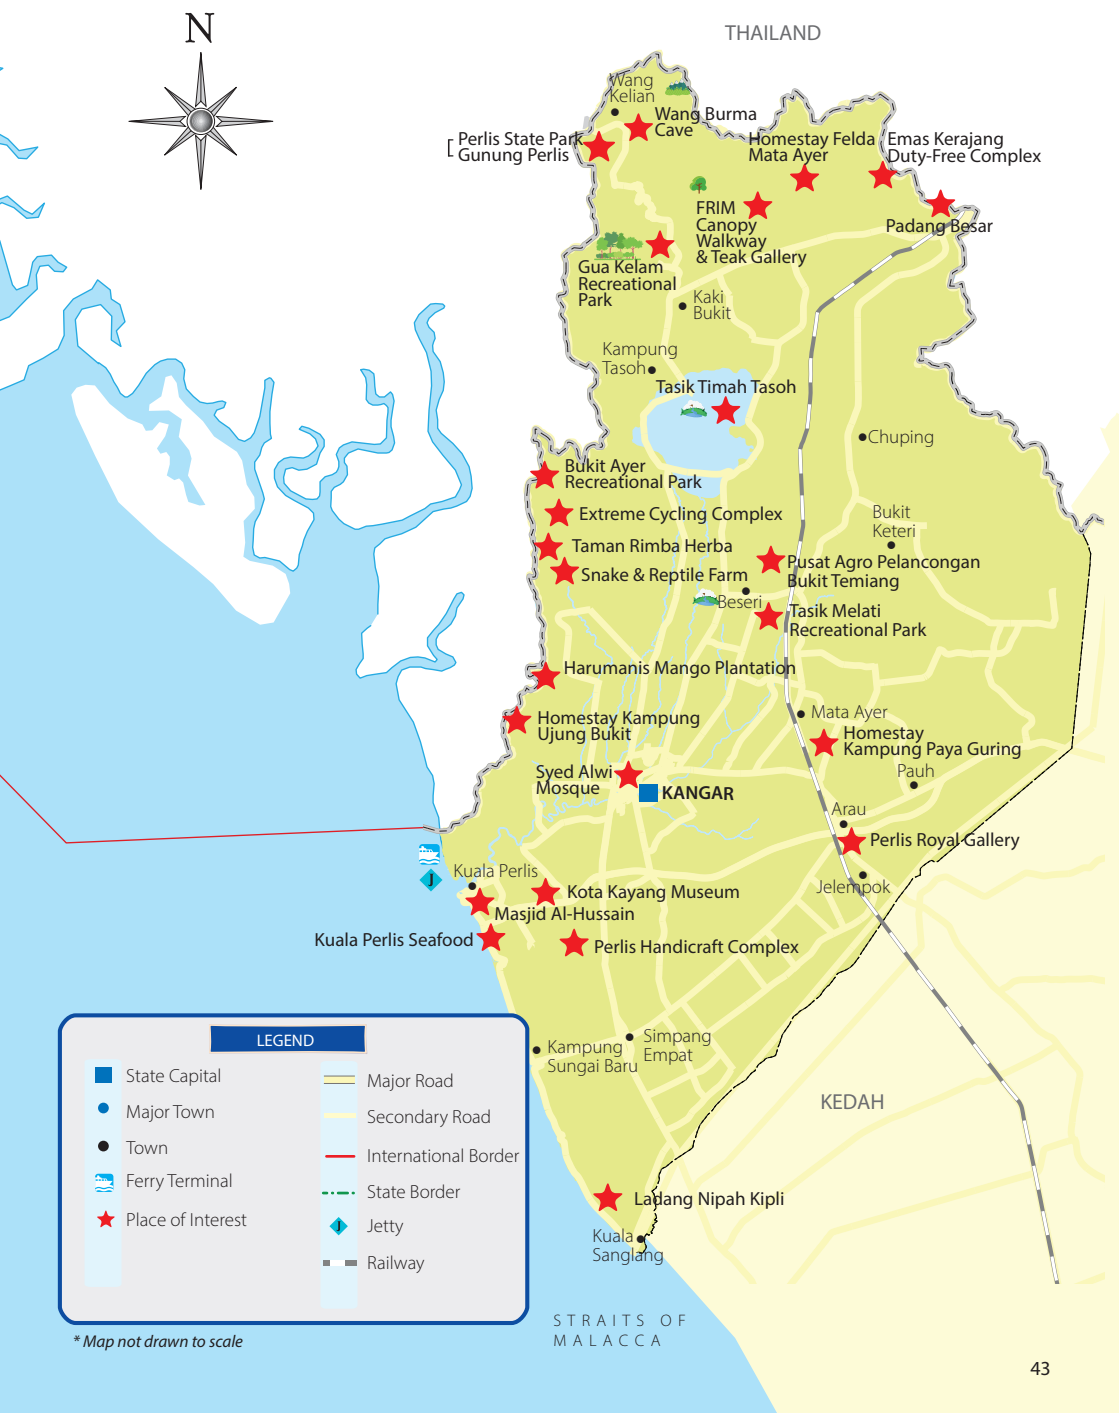 N
THAILAND
Wang
Kelian
Wang Burma
Cave
Perlis State Park
Gunung Perlis
Homestay Felda
Mata Ayer
Emas Kerajang
Duty-Free Complex
FRIM
Canopy
Walkway
& Teak Gallery
Padang Besar
Gua Kelam
Recreational
Park
Kaki
Bukit
Kampung
Tasoh
Tasik Timah Tasoh
Chuping
Bukit Ayer
Recreational Park
Extreme Cycling Complex
Bukit
Keteri
Taman Rimba Herba
Snake & Reptile Farm
Pusat Agro Pelancongan
Bukit Temiang
Beseri
Tasik Melati
Recreational Park
Harumanis Mango Plantation
Homestay Kampung
Ujung Bukit
Mata Ayer
Homestay
Kampung Paya Guring
Syed Alwi
Mosque
KANGAR
Pauh
Arau
Perlis Royal Gallery
J
Kuala Perlis
Jelempok
Kota Kayang Museum
Masjid Al-Hussain
Kuala Perlis Seafood
Perlis Handicraft Complex
Simpang
Empat
Kampung
Sungai Baru
KEDAH
Ladang Nipah Kipli
Kuala
Sanglang
STRAITS OF
MALACCA
LEGEND
State Capital
Major Town
Town
Ferry Terminal
Place of Interest
Major Road
Secondary Road
International Border
State Border
J
Jetty
Railway
* Map not drawn to scale
43